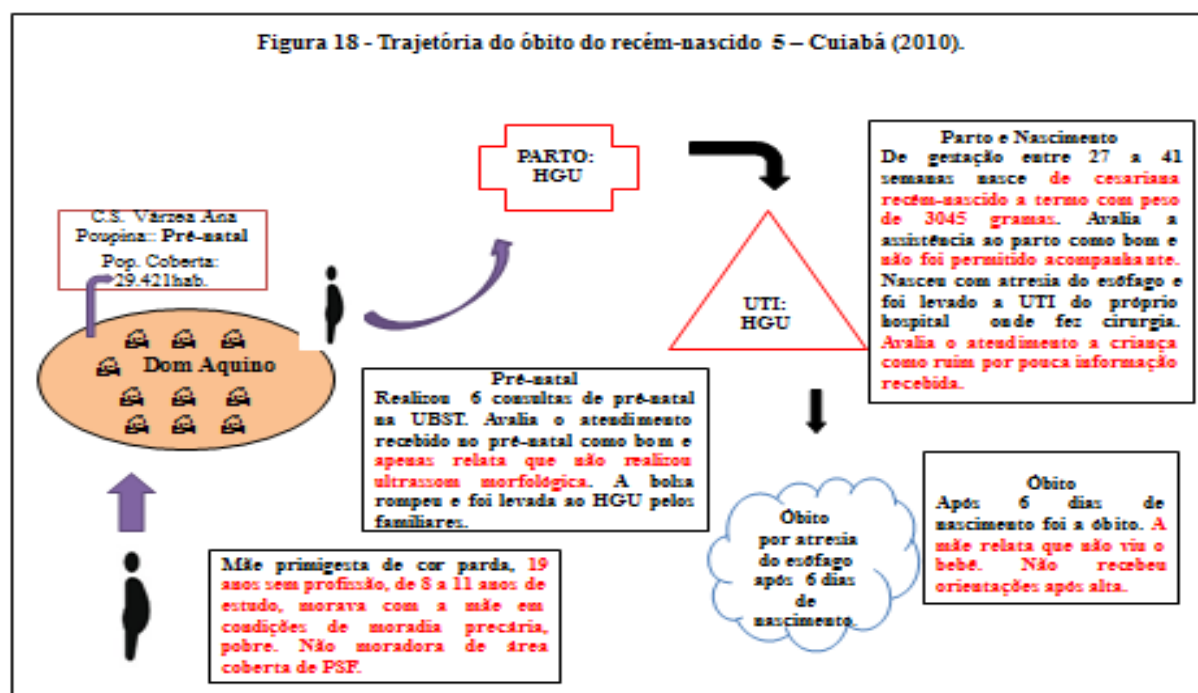 Figura 18 - Trajetória do óbito do recém-nascido 5 – Cuiabá (2010).
C.S. Várzea Ana
Poupina:: Pré-natal
Pop. Coberta:
29.421hab.
Dom Aquino
Mãe primigesta de cor parda, 19
anos sem profissão, de 8 a 11 anos de
estudo, morava com a mãe em
condições de moradia precária,
pobre. Não moradora de área
coberta de PSF.
Pré-natal
Realizou 6 consultas de pré-natal
na UBST. Avalia o atendimento
recebido no pré-natal como bom e
apenas relata que não realizou
ultrassom morfológica. A bolsa
rompeu e foi levada ao HGU pelos
familiares.
PARTO:
HGU
Parto e Nascimento
De gestação entre 27 a 41
semanas nasce de cesariana
recém-nascido a termo com peso
de 3045 gramas. Avalia a
assistência ao parto como bom e
não foi permitido acompanhante.
Nasceu com atresia do esôfago e
foi levado a UTI do próprio
hospital onde fez cirurgia.
Avalia o atendimento a criança
como ruim por pouca informação
recebida.
UTI:
HGU
Óbito
por atresia
do esôfago
após 6 dias
de
nascimento.
Óbito
Após 6 dias de
nascimento foi a óbito. A
mãe relata que não viu o
bebê. Não recebeu
orientações após alta.